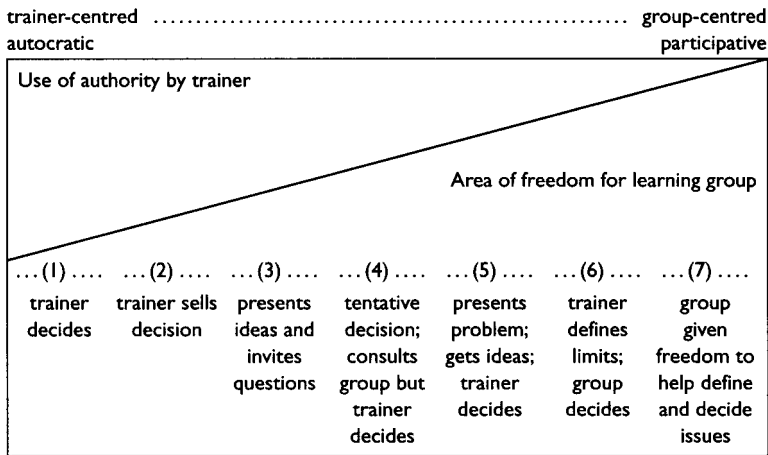 trainer-centred ........................................................ group-centred
autocratic participative
Use of authority by trainer
Area of freedom for learning group
...(1).... ...(2).... ...(3).... ...(4).... ...(5).... ...(6).... ...(7)....
trainer trainer sells presents tentative presents trainer group
decides decision ideas and decision; problem; defines given
invites consults gets ideas; limits; freedom to
questions group but trainer group help define
trainer decides decides and decide
decides issues